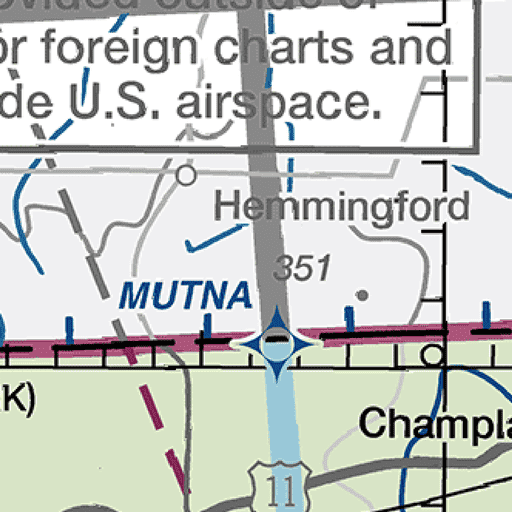 or foreign charts and
de U.S. airspace.
Hemmingford
351
MUTNA
K)
Champla
11